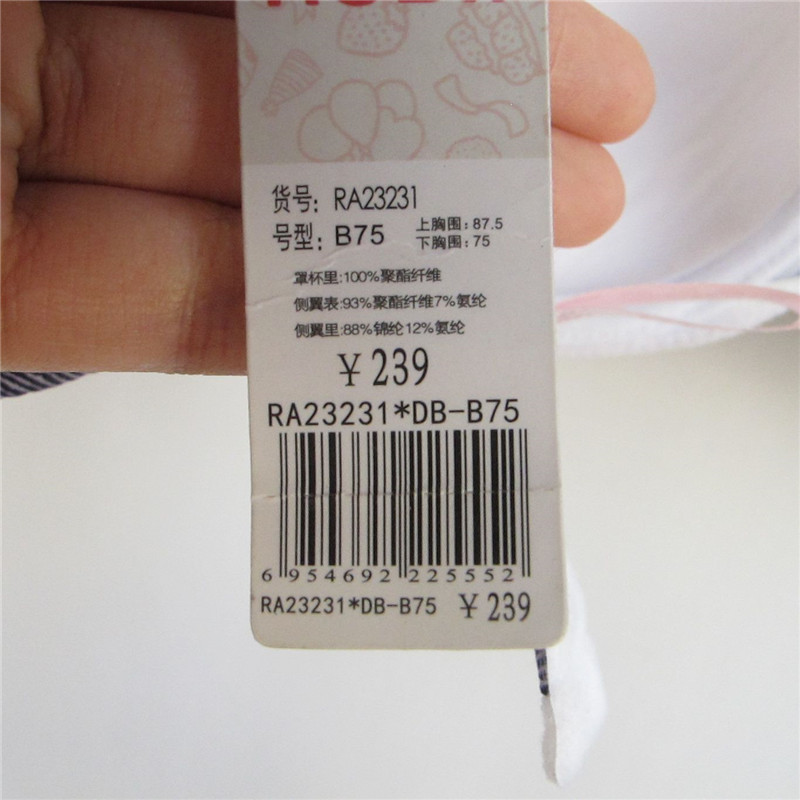 货号: RA23231
号型: B75 上胸围: 87.5
下胸围: 75
罩杯里:100%聚酯纤维
侧翼表:93%聚酯纤维7%氨纶
侧翼里:88%锦纶12%氨纶
¥ 239
RA23231*DB-B75
6 954692 225552
RA23231*DB-B75 ¥ 239